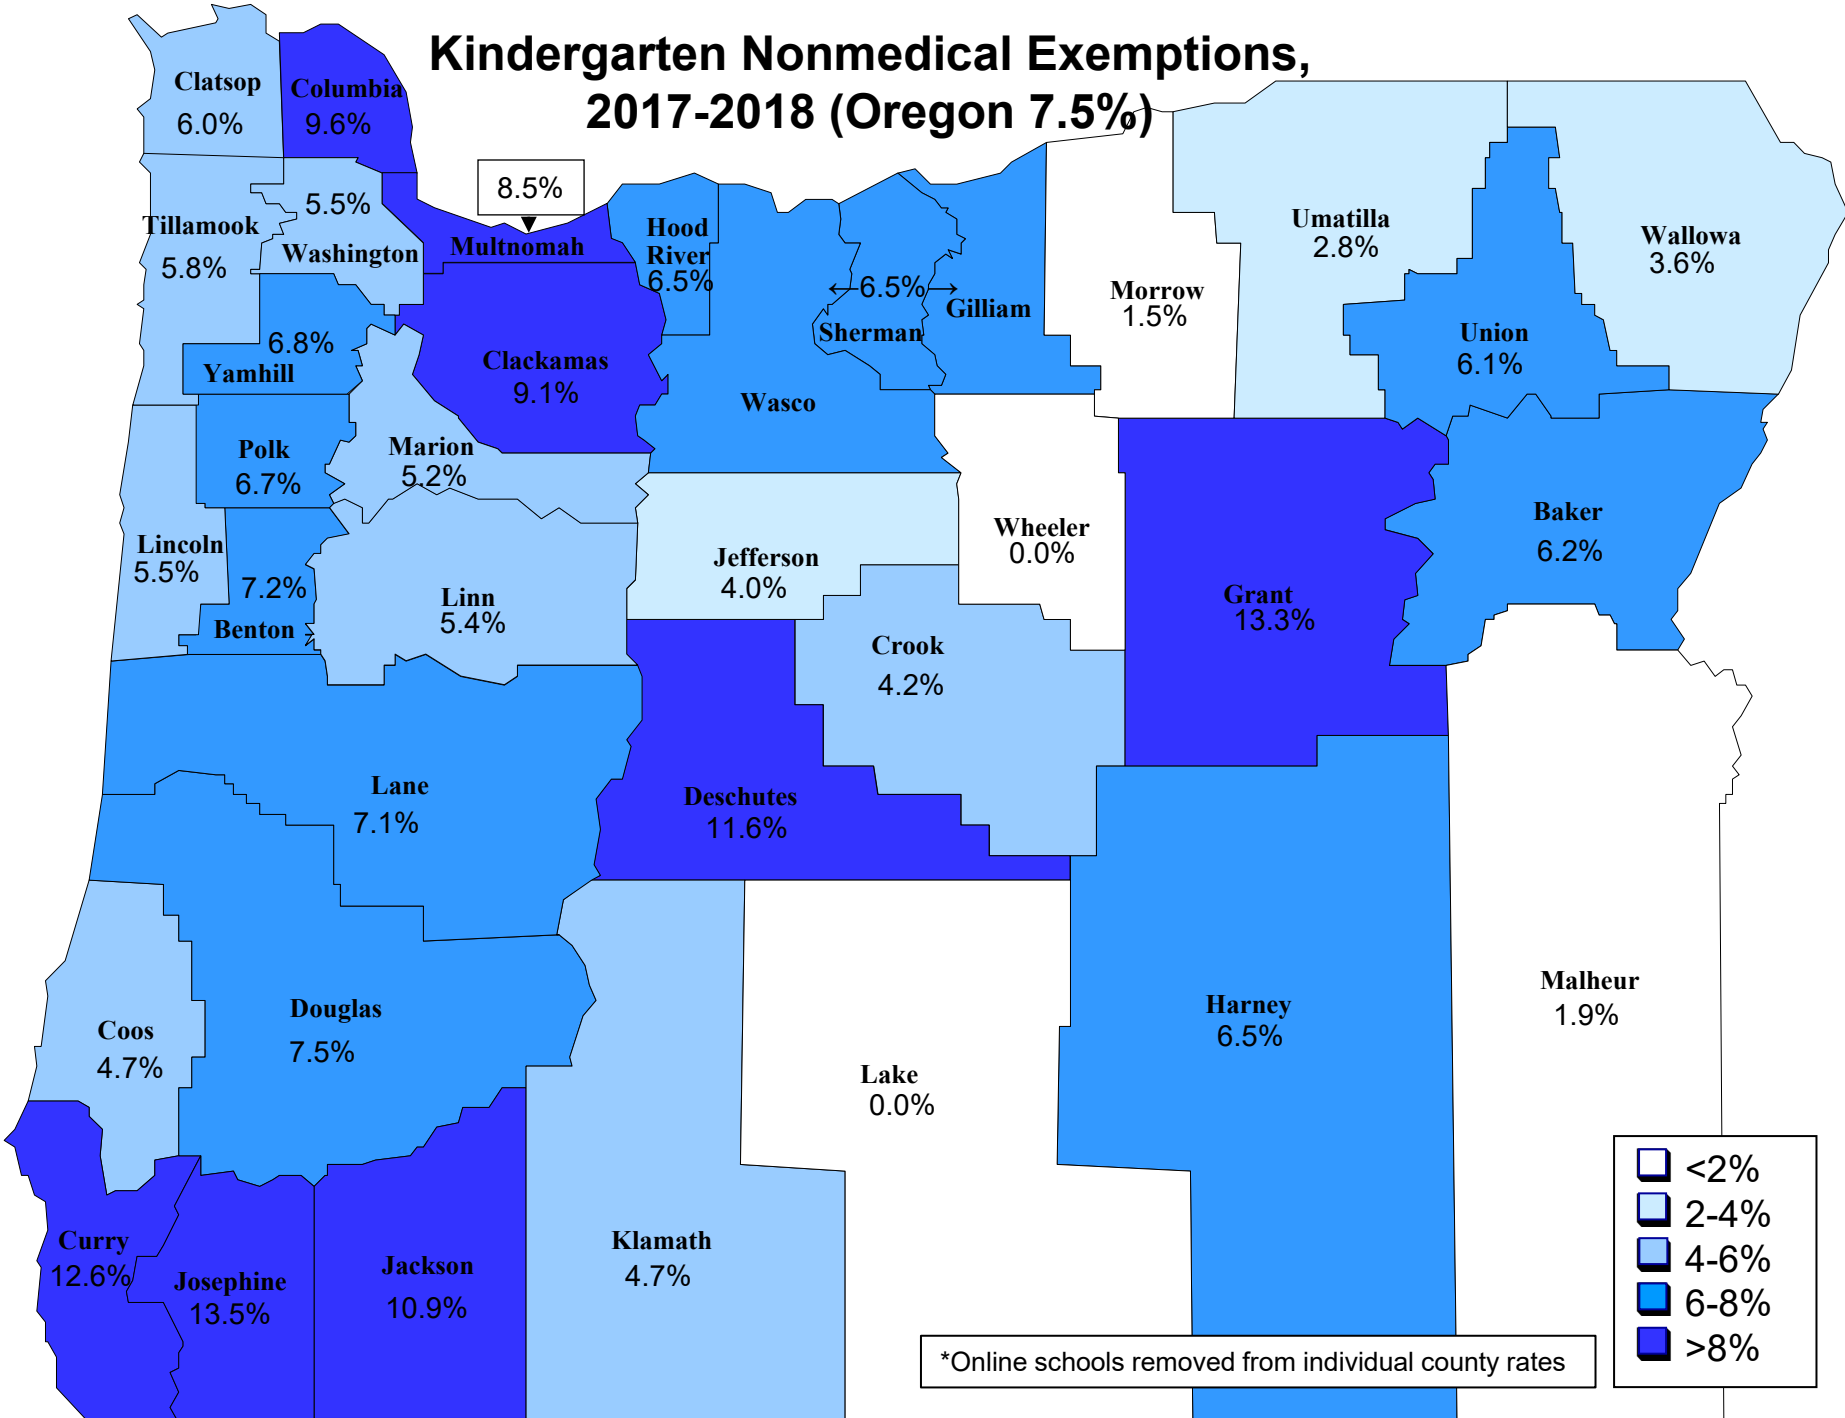 Kindergarten Nonmedical Exemptions,
2017-2018 (Oregon 7.5%)
Clatsop
6.0%
Columbia
9.6%
8.5%
Multnomah
Tillamook
5.8%
5.5%
Washington
Hood
River
6.5%
6.5%
Sherman
Gilliam
Wasco
Morrow
1.5%
Umatilla
2.8%
Wallowa
3.6%
Union
6.1%
6.8%
Yamhill
Clackamas
9.1%
Polk
6.7%
Marion
5.2%
Lincoln
5.5%
7.2%
Benton
Linn
5.4%
Jefferson
4.0%
Wheeler
0.0%
Grant
13.3%
Baker
6.2%
Crook
4.2%
Lane
7.1%
Deschutes
11.6%
Coos
4.7%
Douglas
7.5%
Lake
0.0%
Harney
6.5%
Malheur
1.9%
Curry
12.6%
Josephine
13.5%
Jackson
10.9%
Klamath
4.7%
<2%
2-4%
4-6%
6-8%
>8%
*Online schools removed from individual county rates